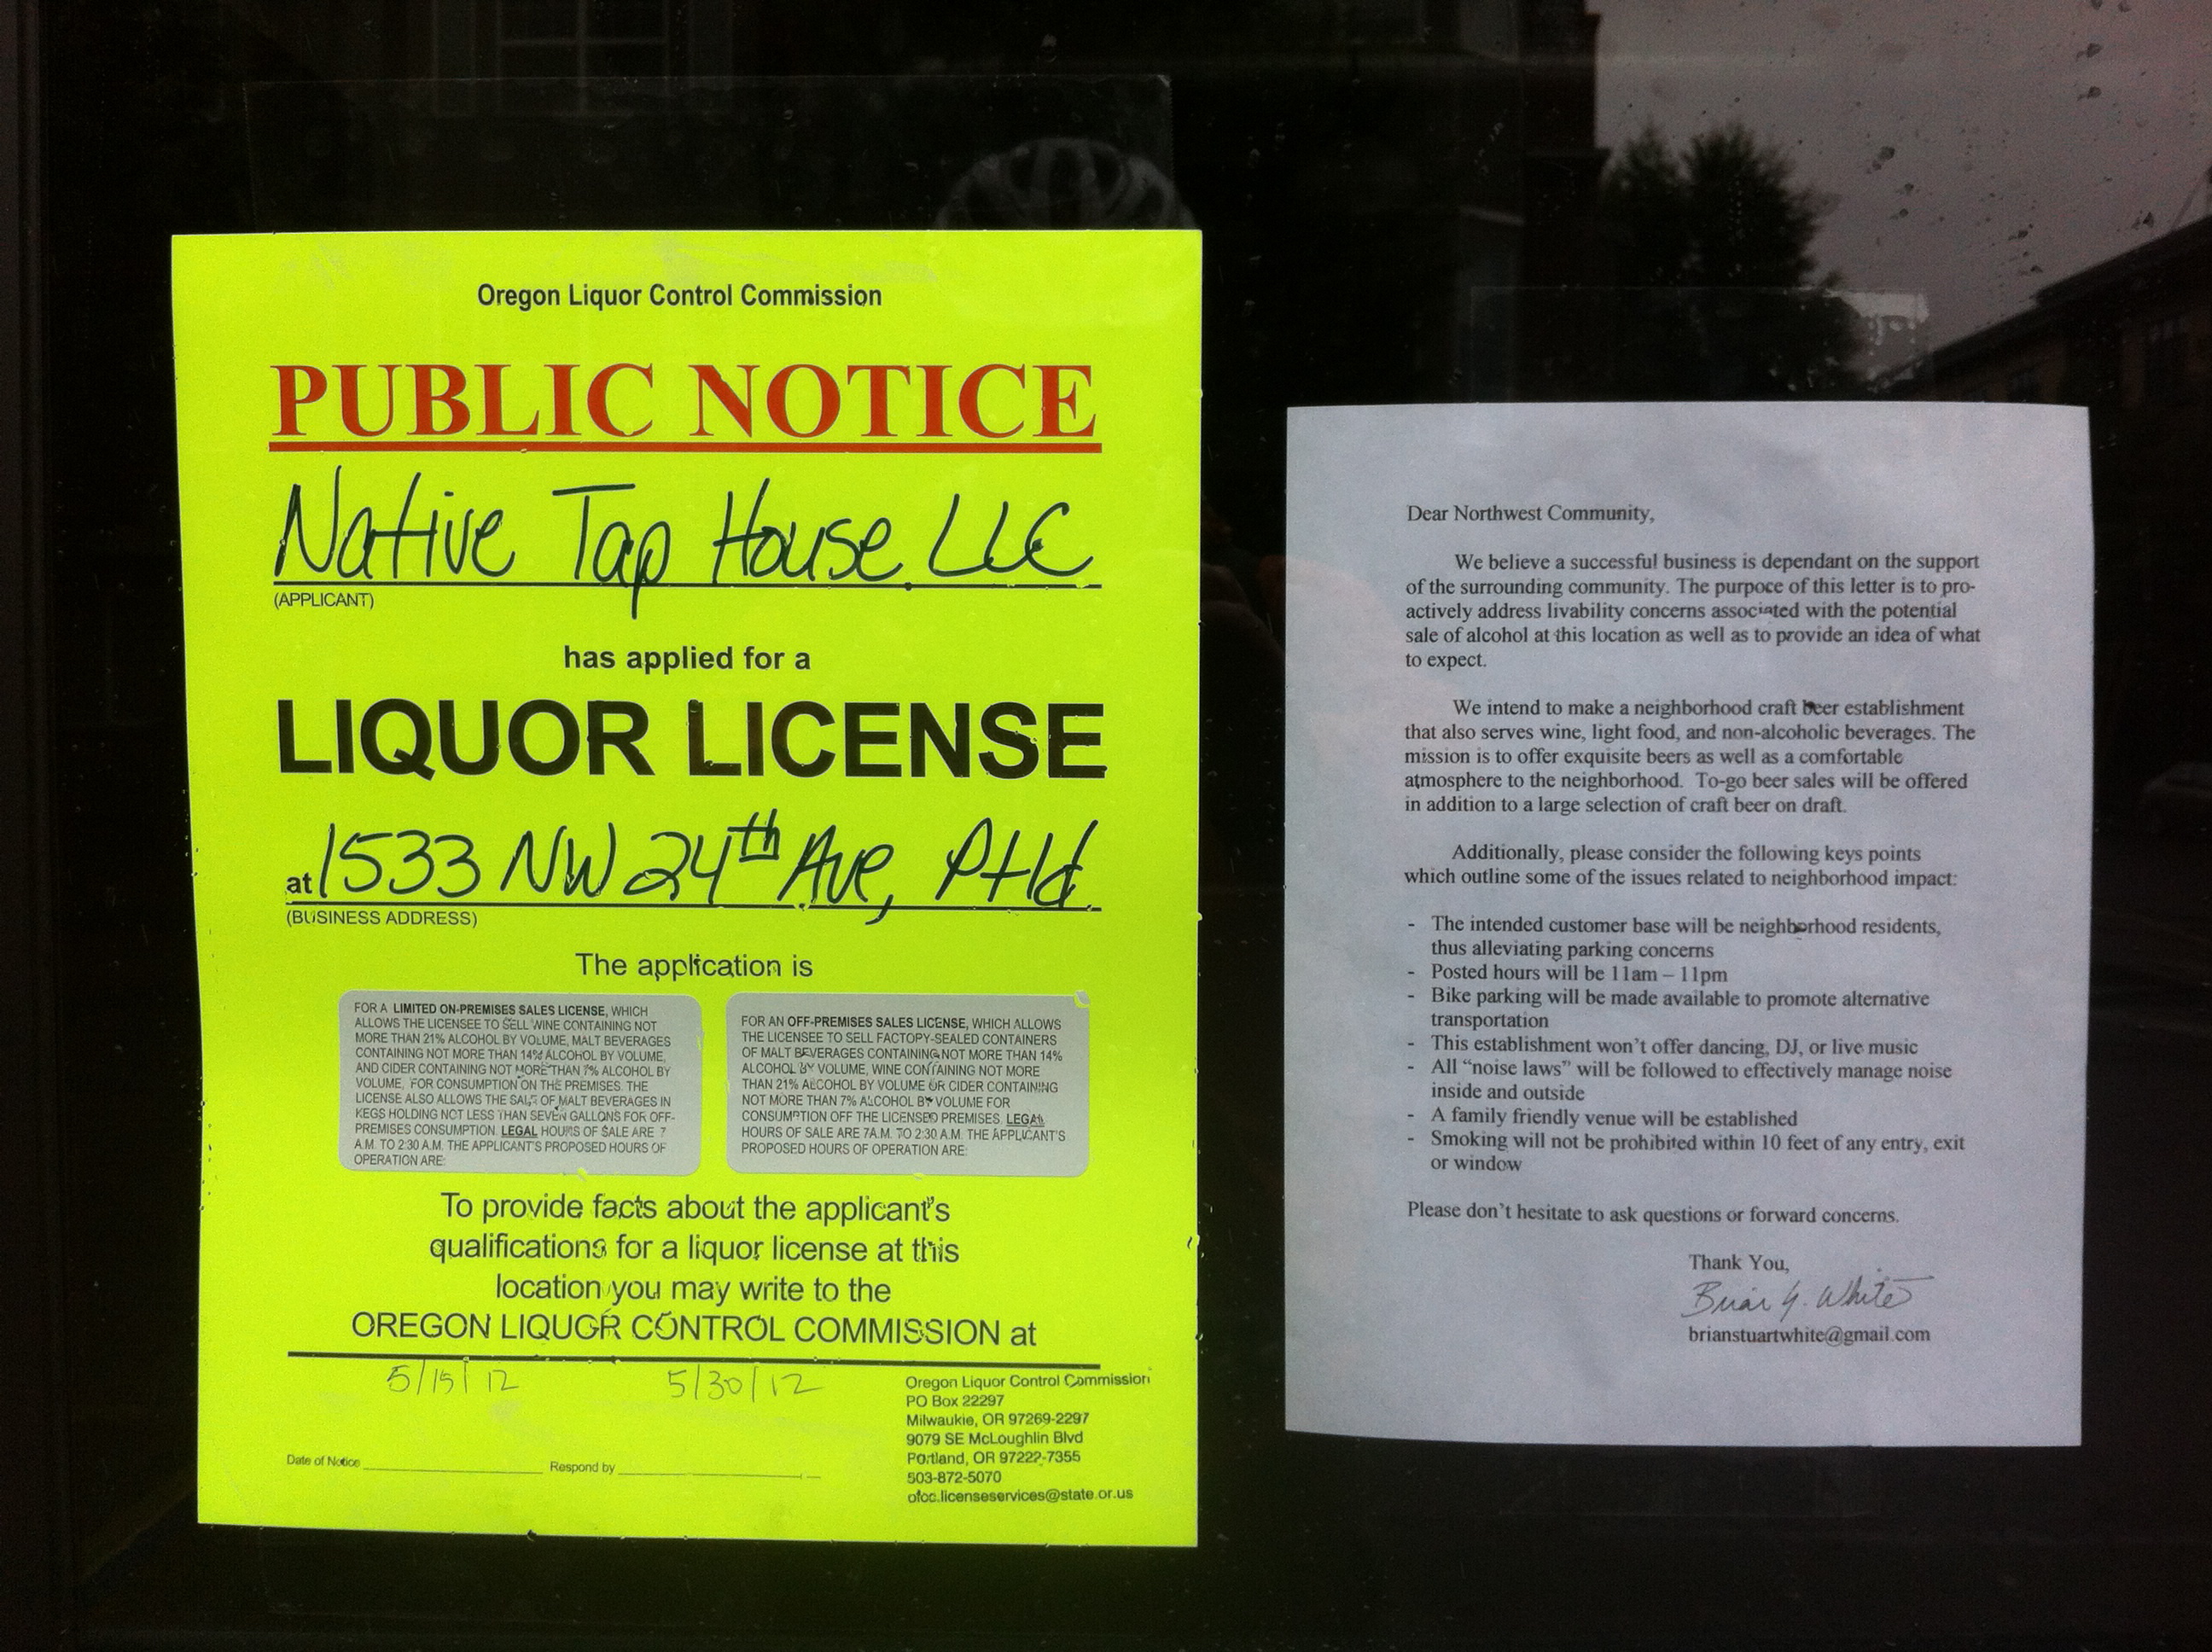 Oregon Liquor Control Commission
PUBLIC NOTICE
Native Tap House LLC
(APPLICANT)
has applied for a
LIQUOR LICENSE
at 1533 NW 24th Ave, Ptld.
(BUSINESS ADDRESS)
The application is
FOR A LIMITED ON-PREMISES SALES LICENSE, WHICH
ALLOWS THE LICENSEE TO SELL WINE CONTAINING NOT
MORE THAN 21% ALCOHOL BY VOLUME, MALT BEVERAGES
CONTAINING NOT MORE THAN 14% ALCOHOL BY VOLUME,
AND CIDER CONTAINING NOT MORE THAN 7% ALCOHOL BY
VOLUME, FOR CONSUMPTION ON THE PREMISES. THE
LICENSE ALSO ALLOWS THE SALE OF MALT BEVERAGES IN
KEGS HOLDING NOT LESS THAN SEVEN GALLONS FOR OFF-
PREMISES CONSUMPTION. LEGAL HOURS OF SALE ARE 7
A.M. TO 2:30 A.M. THE APPLICANT'S PROPOSED HOURS OF
OPERATION ARE:
FOR AN OFF-PREMISES SALES LICENSE, WHICH ALLOWS
THE LICENSEE TO SELL FACTORY-SEALED CONTAINERS
OF MALT BEVERAGES CONTAINING NOT MORE THAN 14%
ALCOHOL BY VOLUME, WINE CONTAINING NOT MORE
THAN 21% ALCOHOL BY VOLUME OR CIDER CONTAINING
NOT MORE THAN 7% ALCOHOL BY VOLUME FOR
CONSUMPTION OFF THE LICENSED PREMISES. LEGAL
HOURS OF SALE ARE 7A.M. TO 2:30 A.M. THE APPLICANT'S
PROPOSED HOURS OF OPERATION ARE:
To provide facts about the applicant's
qualifications for a liquor license at this
location you may write to the
OREGON LIQUOR CONTROL COMMISSION at
5/15/12 5/30/12
Date of Notice Respond by
Oregon Liquor Control Commission
PO Box 22297
Milwaukie, OR 97269-2297
9079 SE McLoughlin Blvd
Portland, OR 97222-7355
503-872-5070
olcc.licenseservices@state.or.us
Dear Northwest Community,
We believe a successful business is dependant on the support
of the surrounding community. The purpoce of this letter is to pro-
actively address livability concerns associated with the potential
sale of alcohol at this location as well as to provide an idea of what
to expect.
We intend to make a neighborhood craft beer establishment
that also serves wine, light food, and non-alcoholic beverages. The
mission is to offer exquisite beers as well as a comfortable
atmosphere to the neighborhood. To-go beer sales will be offered
in addition to a large selection of craft beer on draft.
Additionally, please consider the following keys points
which outline some of the issues related to neighborhood impact:
- The intended customer base will be neighborhood residents,
thus alleviating parking concerns
- Posted hours will be 11am – 11pm
- Bike parking will be made available to promote alternative
transportation
- This establishment won't offer dancing, DJ, or live music
- All “noise laws” will be followed to effectively manage noise
inside and outside
- A family friendly venue will be established
- Smoking will not be prohibited within 10 feet of any entry, exit
or window
Please don't hesitate to ask questions or forward concerns.
Thank You,
Brian S. White
brianstuartwhite@gmail.com